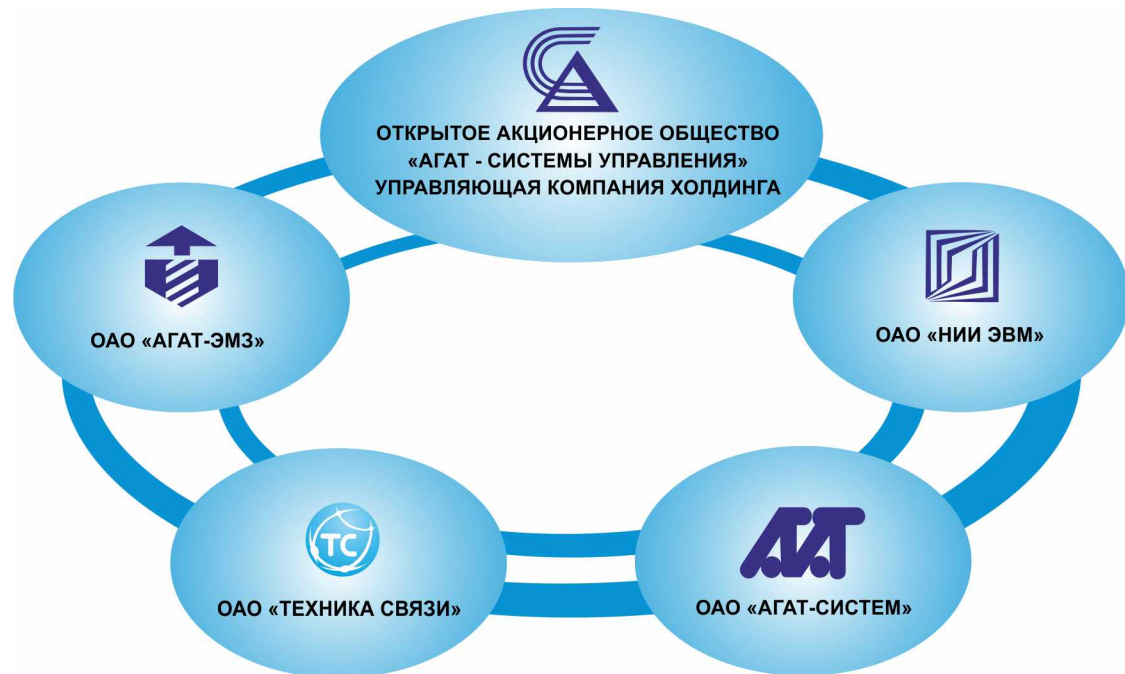 ОТКРЫТОЕ АКЦИОНЕРНОЕ ОБЩЕСТВО
«АГАТ - СИСТЕМЫ УПРАВЛЕНИЯ»
УПРАВЛЯЮЩАЯ КОМПАНИЯ ХОЛДИНГА
ОАО «АГАТ-ЭМЗ»
ОАО «НИИ ЭВМ»
ТС
ОАО «ТЕХНИКА СВЯЗИ»
АГАТ
ОАО «АГАТ-СИСТЕМ»